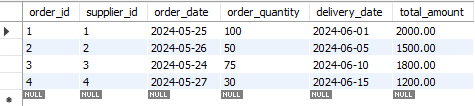 order_id supplier_id order_date order_quantity delivery_date total_amount
1 1 2024-05-25 100 2024-06-01 2000.00
2 2 2024-05-26 50 2024-06-05 1500.00
3 3 2024-05-24 75 2024-06-10 1800.00
4 4 2024-05-27 30 2024-06-15 1200.00
NULL NULL NULL NULL NULL NULL